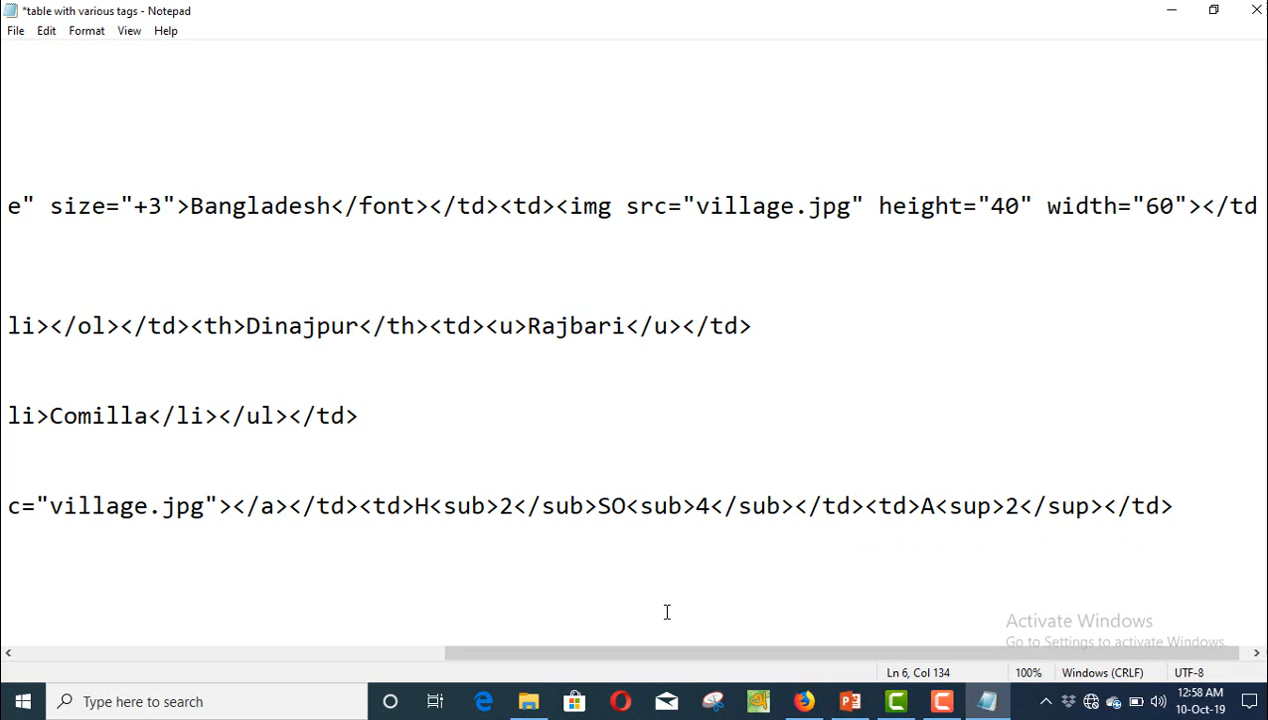 *table with various tags - Notepad
File Edit Format View Help
e" size="+3">Bangladesh</font></td><td><img src="village.jpg" height="40" width="60"></td
li></ol></td><th>Dinajpur</th><td><u>Rajbari</u></td>
li>Comilla</li></ul></td>
c="village.jpg"></a></td><td>H<sub>2</sub>SO<sub>4</sub></td><td>A<sup>2</sup></td>
Activate Windows
Go to Settings to activate Windows.
Ln 6, Col 134 100% Windows (CRLF) UTF-8
Type here to search
12:58 AM
10-Oct-19